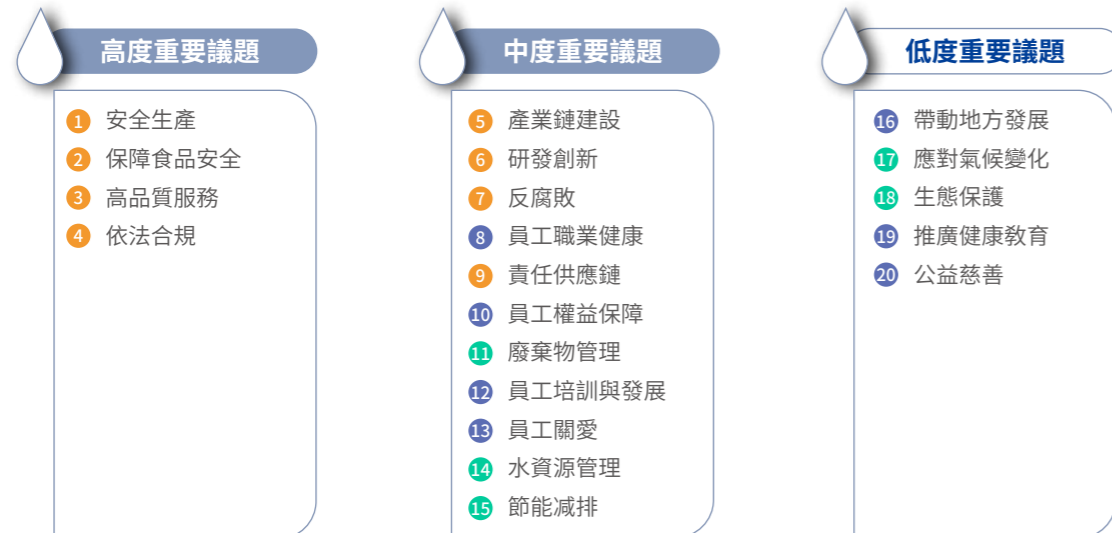 高度重要議題
1 安全生產
2 保障食品安全
3 高品質服務
4 依法合規
中度重要議題
5 產業鏈建設
6 研發創新
7 反腐敗
8 員工職業健康
9 責任供應鏈
10 員工權益保障
11 廢棄物管理
12 員工培訓與發展
13 員工關愛
14 水資源管理
15 節能減排
低度重要議題
16 帶動地方發展
17 應對氣候變化
18 生態保護
19 推廣健康教育
20 公益慈善